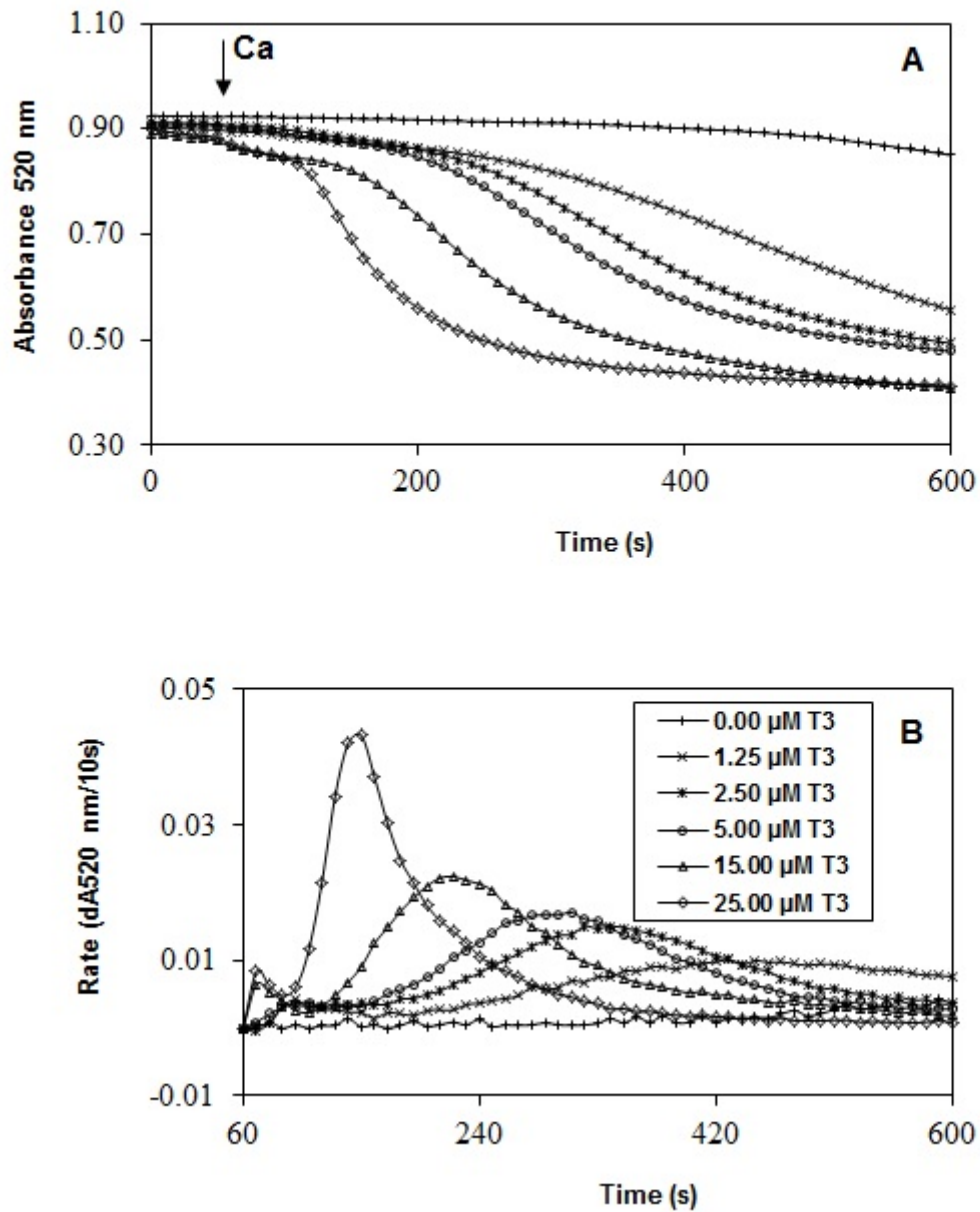 1.10
Ca
A
0.90
0.70
0.50
0.30
Absorbance 520 nm
0 200 400 600
Time (s)
0.05
B
0.00 µM T3
1.25 µM T3
2.50 µM T3
5.00 µM T3
15.00 µM T3
25.00 µM T3
0.03
0.01
-0.01
Rate (dA520 nm/10s)
60 240 420 600
Time (s)